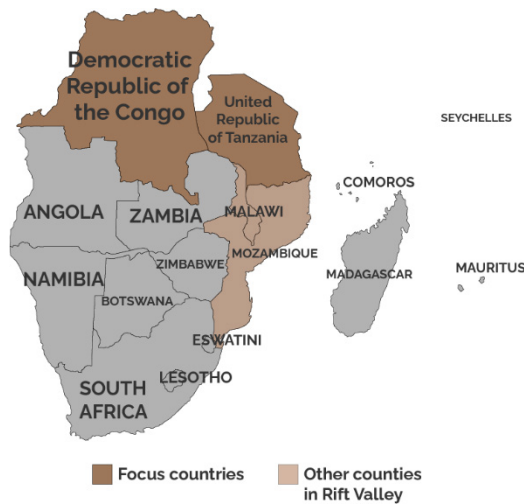 Democratic
Republic of
the Congo
United
Republic
of Tanzania
SEYCHELLES
COMOROS
ANGOLA
ZAMBIA
MALAWI
MOZAMBIQUE
ZIMBABWE
NAMIBIA
MADAGASCAR
MAURITUS
BOTSWANA
ESWATINI
LESOTHO
SOUTH
AFRICA
Focus countries
Other counties
in Rift Valley